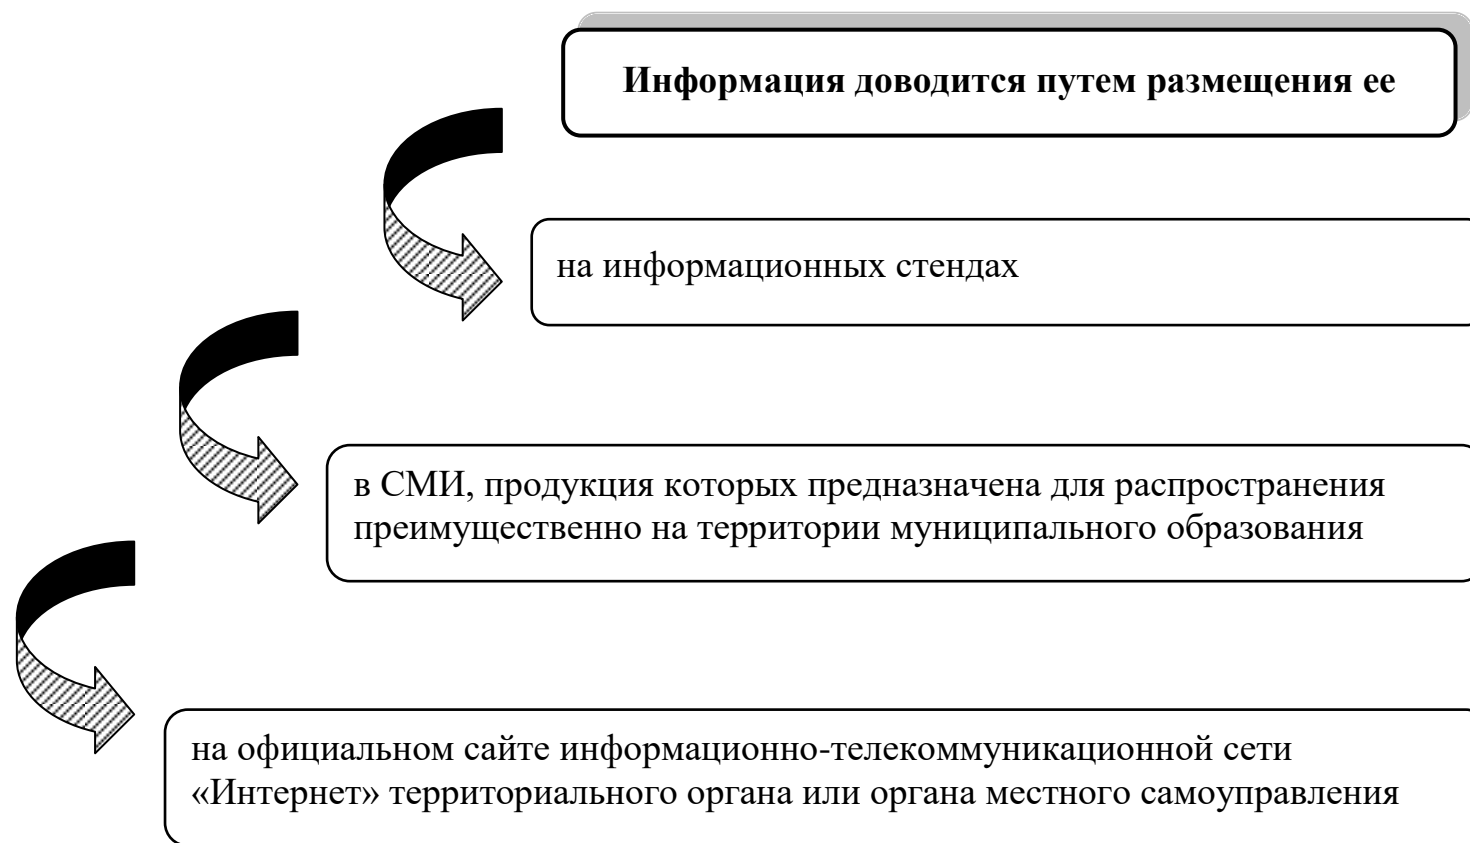 Информация доводится путем размещения ее
на информационных стендах
в СМИ, продукция которых предназначена для распространения
преимущественно на территории муниципального образования
на официальном сайте информационно-телекоммуникационной сети
«Интернет» территориального органа или органа местного самоуправления